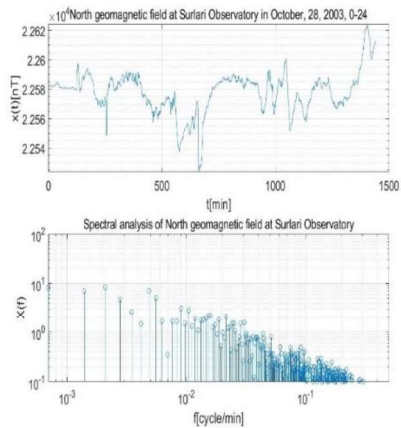 ×10⁴ North geomagnetic field at Surlari Observatory in October, 28, 2003, 0-24
2.262
2.26
2.258
2.256
2.254
x(t)[nT]
0 500 1000 1500
t[min]
Spectral analysis of North geomagnetic field at Surlari Observatory
10²
10¹
10⁰
10⁻¹
X(f)
10⁻³ 10⁻² 10⁻¹
f[cycle/min]